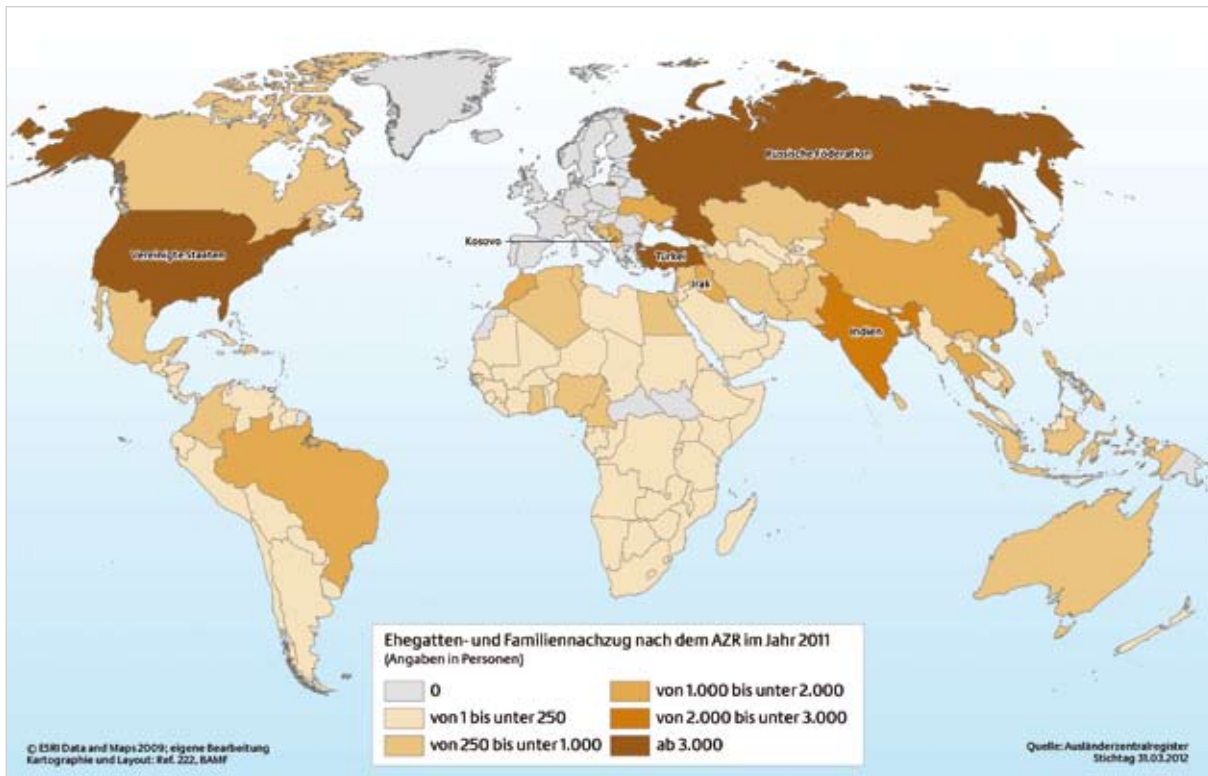 Russische Föderation
Vereinigte Staaten
Kosovo
Türkei
Irak
Indien
Ehegatten- und Familiennachzug nach dem AZR im Jahr 2011
(Angaben in Personen)
0
von 1 bis unter 250
von 250 bis unter 1.000
von 1.000 bis unter 2.000
von 2.000 bis unter 3.000
ab 3.000
© ESRI Data and Maps 2009; eigene Bearbeitung
Kartographie und Layout: Ref. 222, BAMF
Quelle: Ausländerzentralregister
Stichtag 31.03.2012